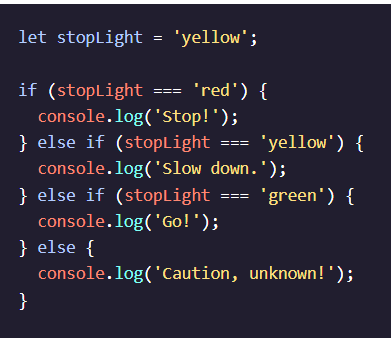 let stopLight = 'yellow';
if (stopLight === 'red') {
console.log('Stop!');
} else if (stopLight === 'yellow') {
console.log('Slow down.');
} else if (stopLight === 'green') {
console.log('Go!');
} else {
console.log('Caution, unknown!');
}